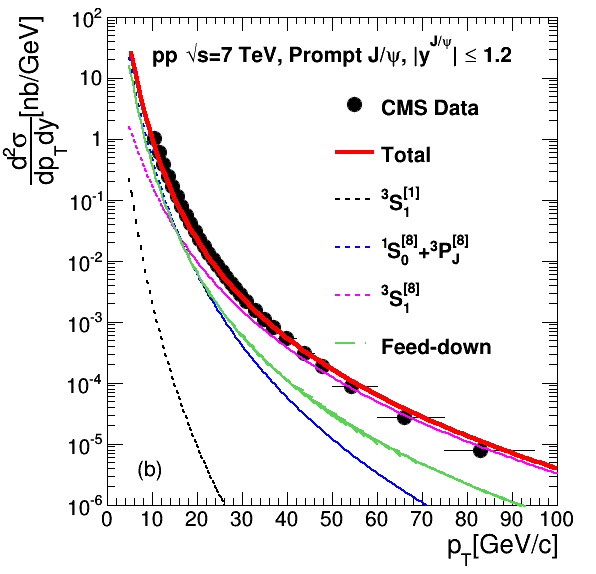 pp √s=7 TeV, Prompt J/ψ, |y^{J/ψ}| ≤ 1.2
d²σ/dp_Tdy [nb/GeV]
10²
10
1
10⁻¹
10⁻²
10⁻³
10⁻⁴
10⁻⁵
10⁻⁶
CMS Data
Total
³S₁^[1]
¹S₀^[8]+³P_J^[8]
³S₁^[8]
Feed-down
(b)
0 10 20 30 40 50 60 70 80 90 100
p_T[GeV/c]